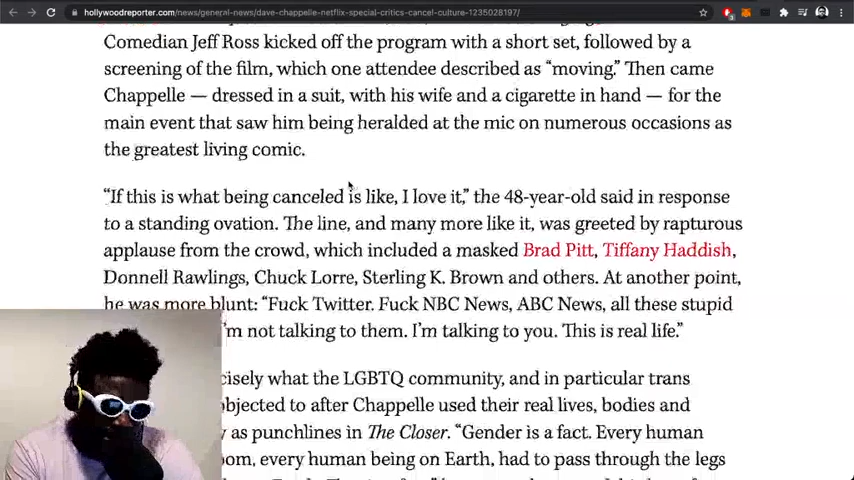 hollywoodreporter.com/news/general-news/dave-chappelle-netflix-special-critics-cancel-culture-1235028197/
Comedian Jeff Ross kicked off the program with a short set, followed by a
screening of the film, which one attendee described as “moving.” Then came
Chappelle — dressed in a suit, with his wife and a cigarette in hand — for the
main event that saw him being heralded at the mic on numerous occasions as
the greatest living comic.
“If this is what being canceled is like, I love it,” the 48-year-old said in response
to a standing ovation. The line, and many more like it, was greeted by rapturous
applause from the crowd, which included a masked Brad Pitt, Tiffany Haddish,
Donnell Rawlings, Chuck Lorre, Sterling K. Brown and others. At another point,
he was more blunt: “Fuck Twitter. Fuck NBC News, ABC News, all these stupid
’m not talking to them. I’m talking to you. This is real life.”
cisely what the LGBTQ community, and in particular trans
objected to after Chappelle used their real lives, bodies and
y as punchlines in The Closer. “Gender is a fact. Every human
oom, every human being on Earth, had to pass through the legs